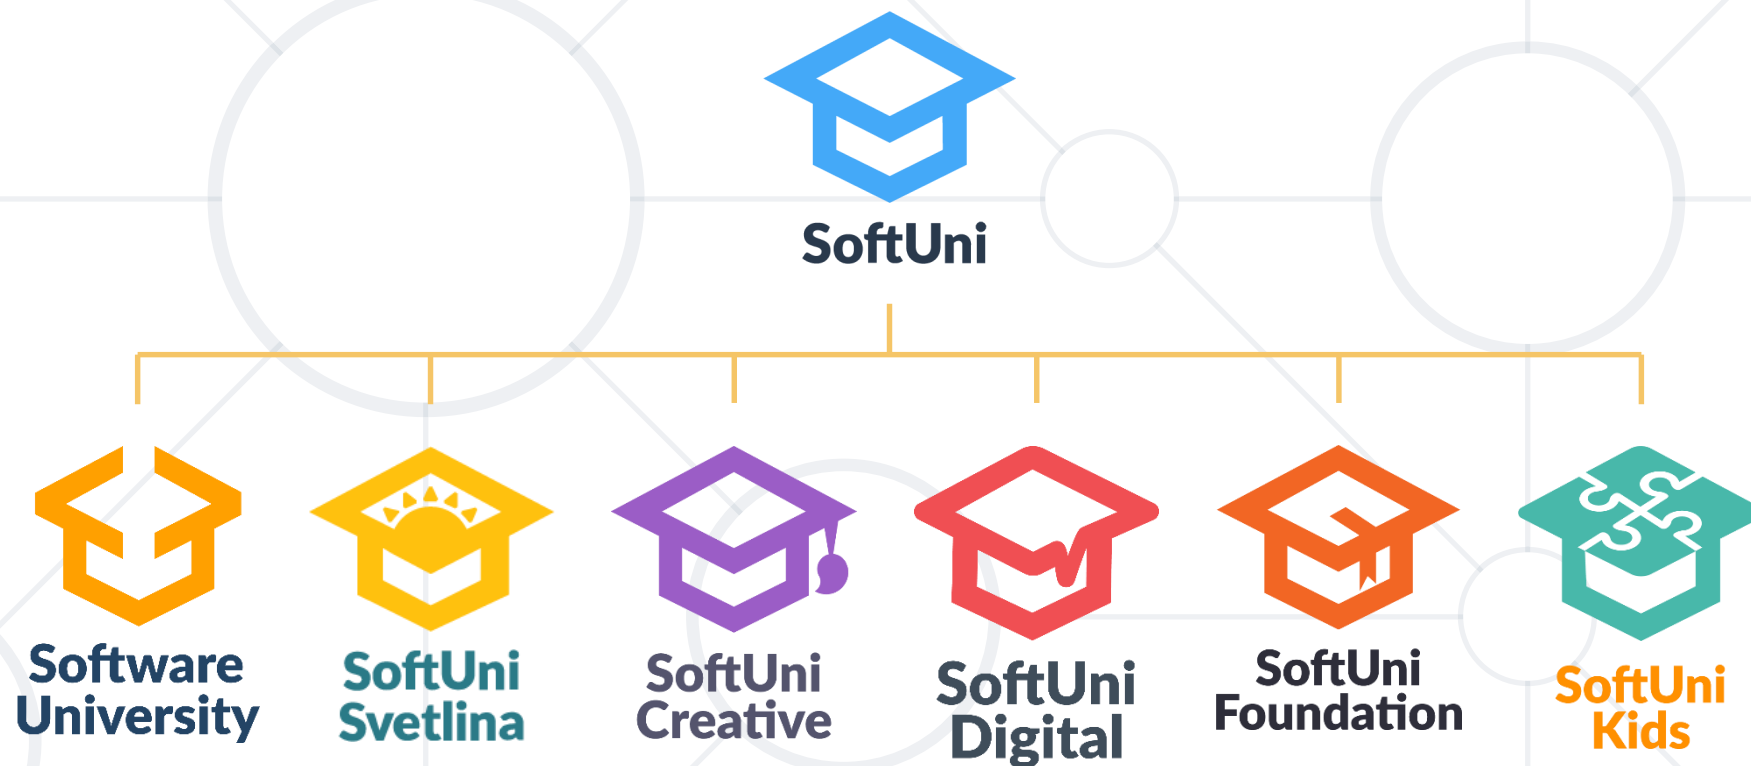 SoftUni
Software
University
SoftUni
Svetlina
SoftUni
Creative
SoftUni
Digital
SoftUni
Foundation
SoftUni
Kids